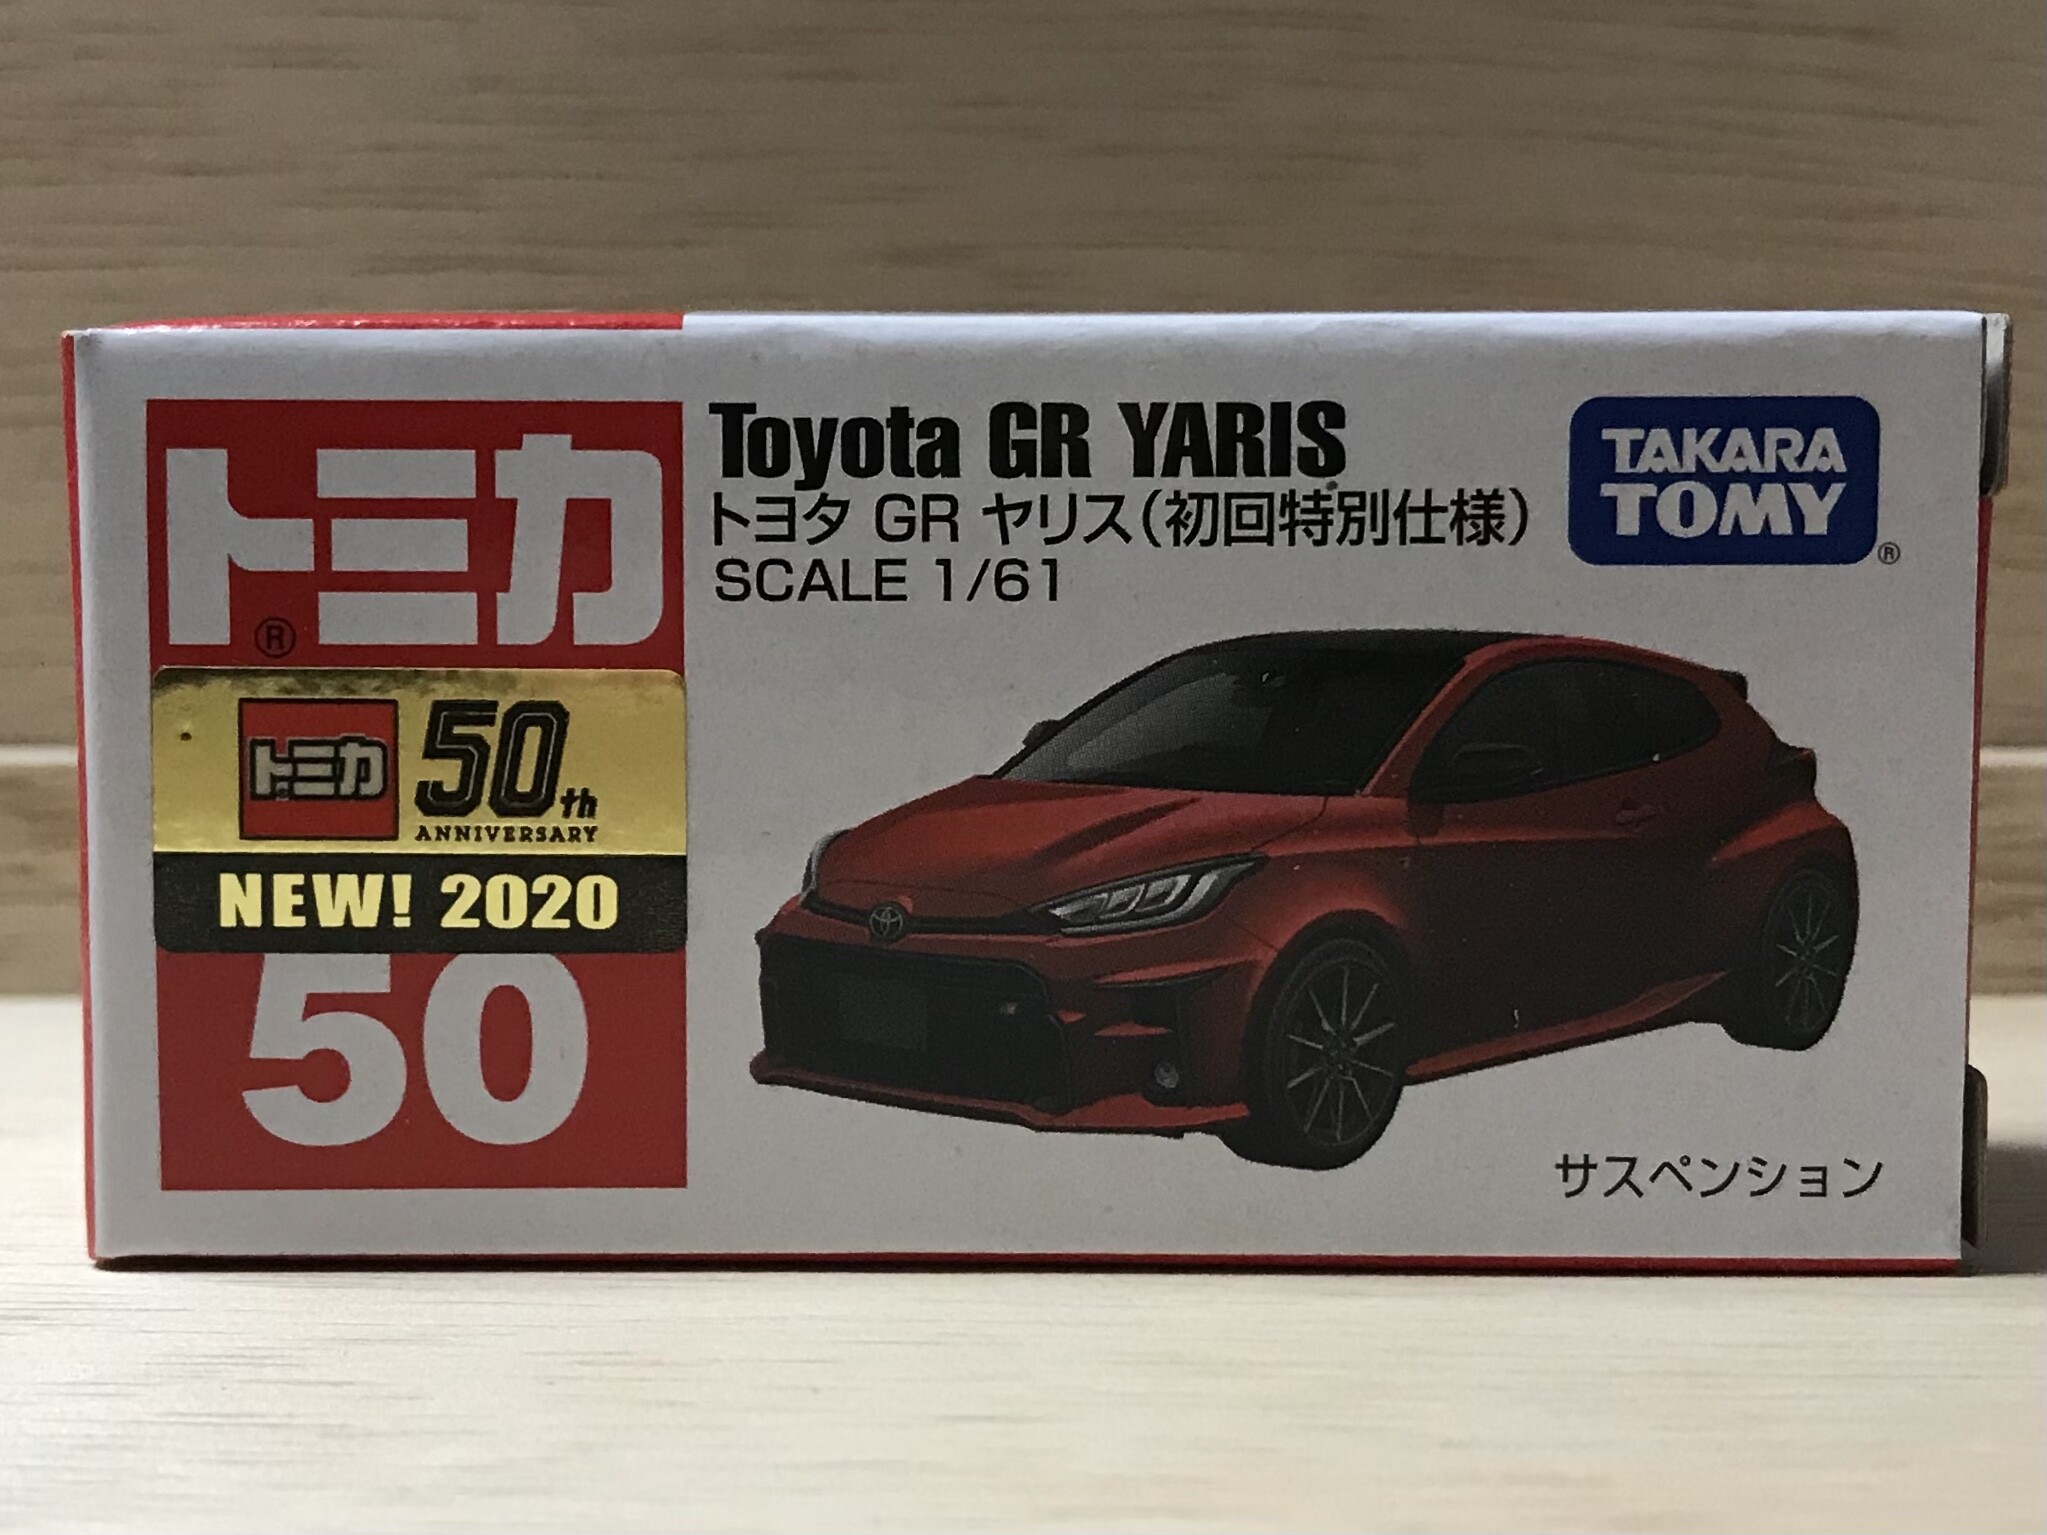 トミカ
®
トミカ 50th
ANNIVERSARY
NEW! 2020
50
Toyota GR YARIS
トヨタ GR ヤリス(初回特別仕様)
SCALE 1/61
TAKARA
TOMY
®
サスペンション